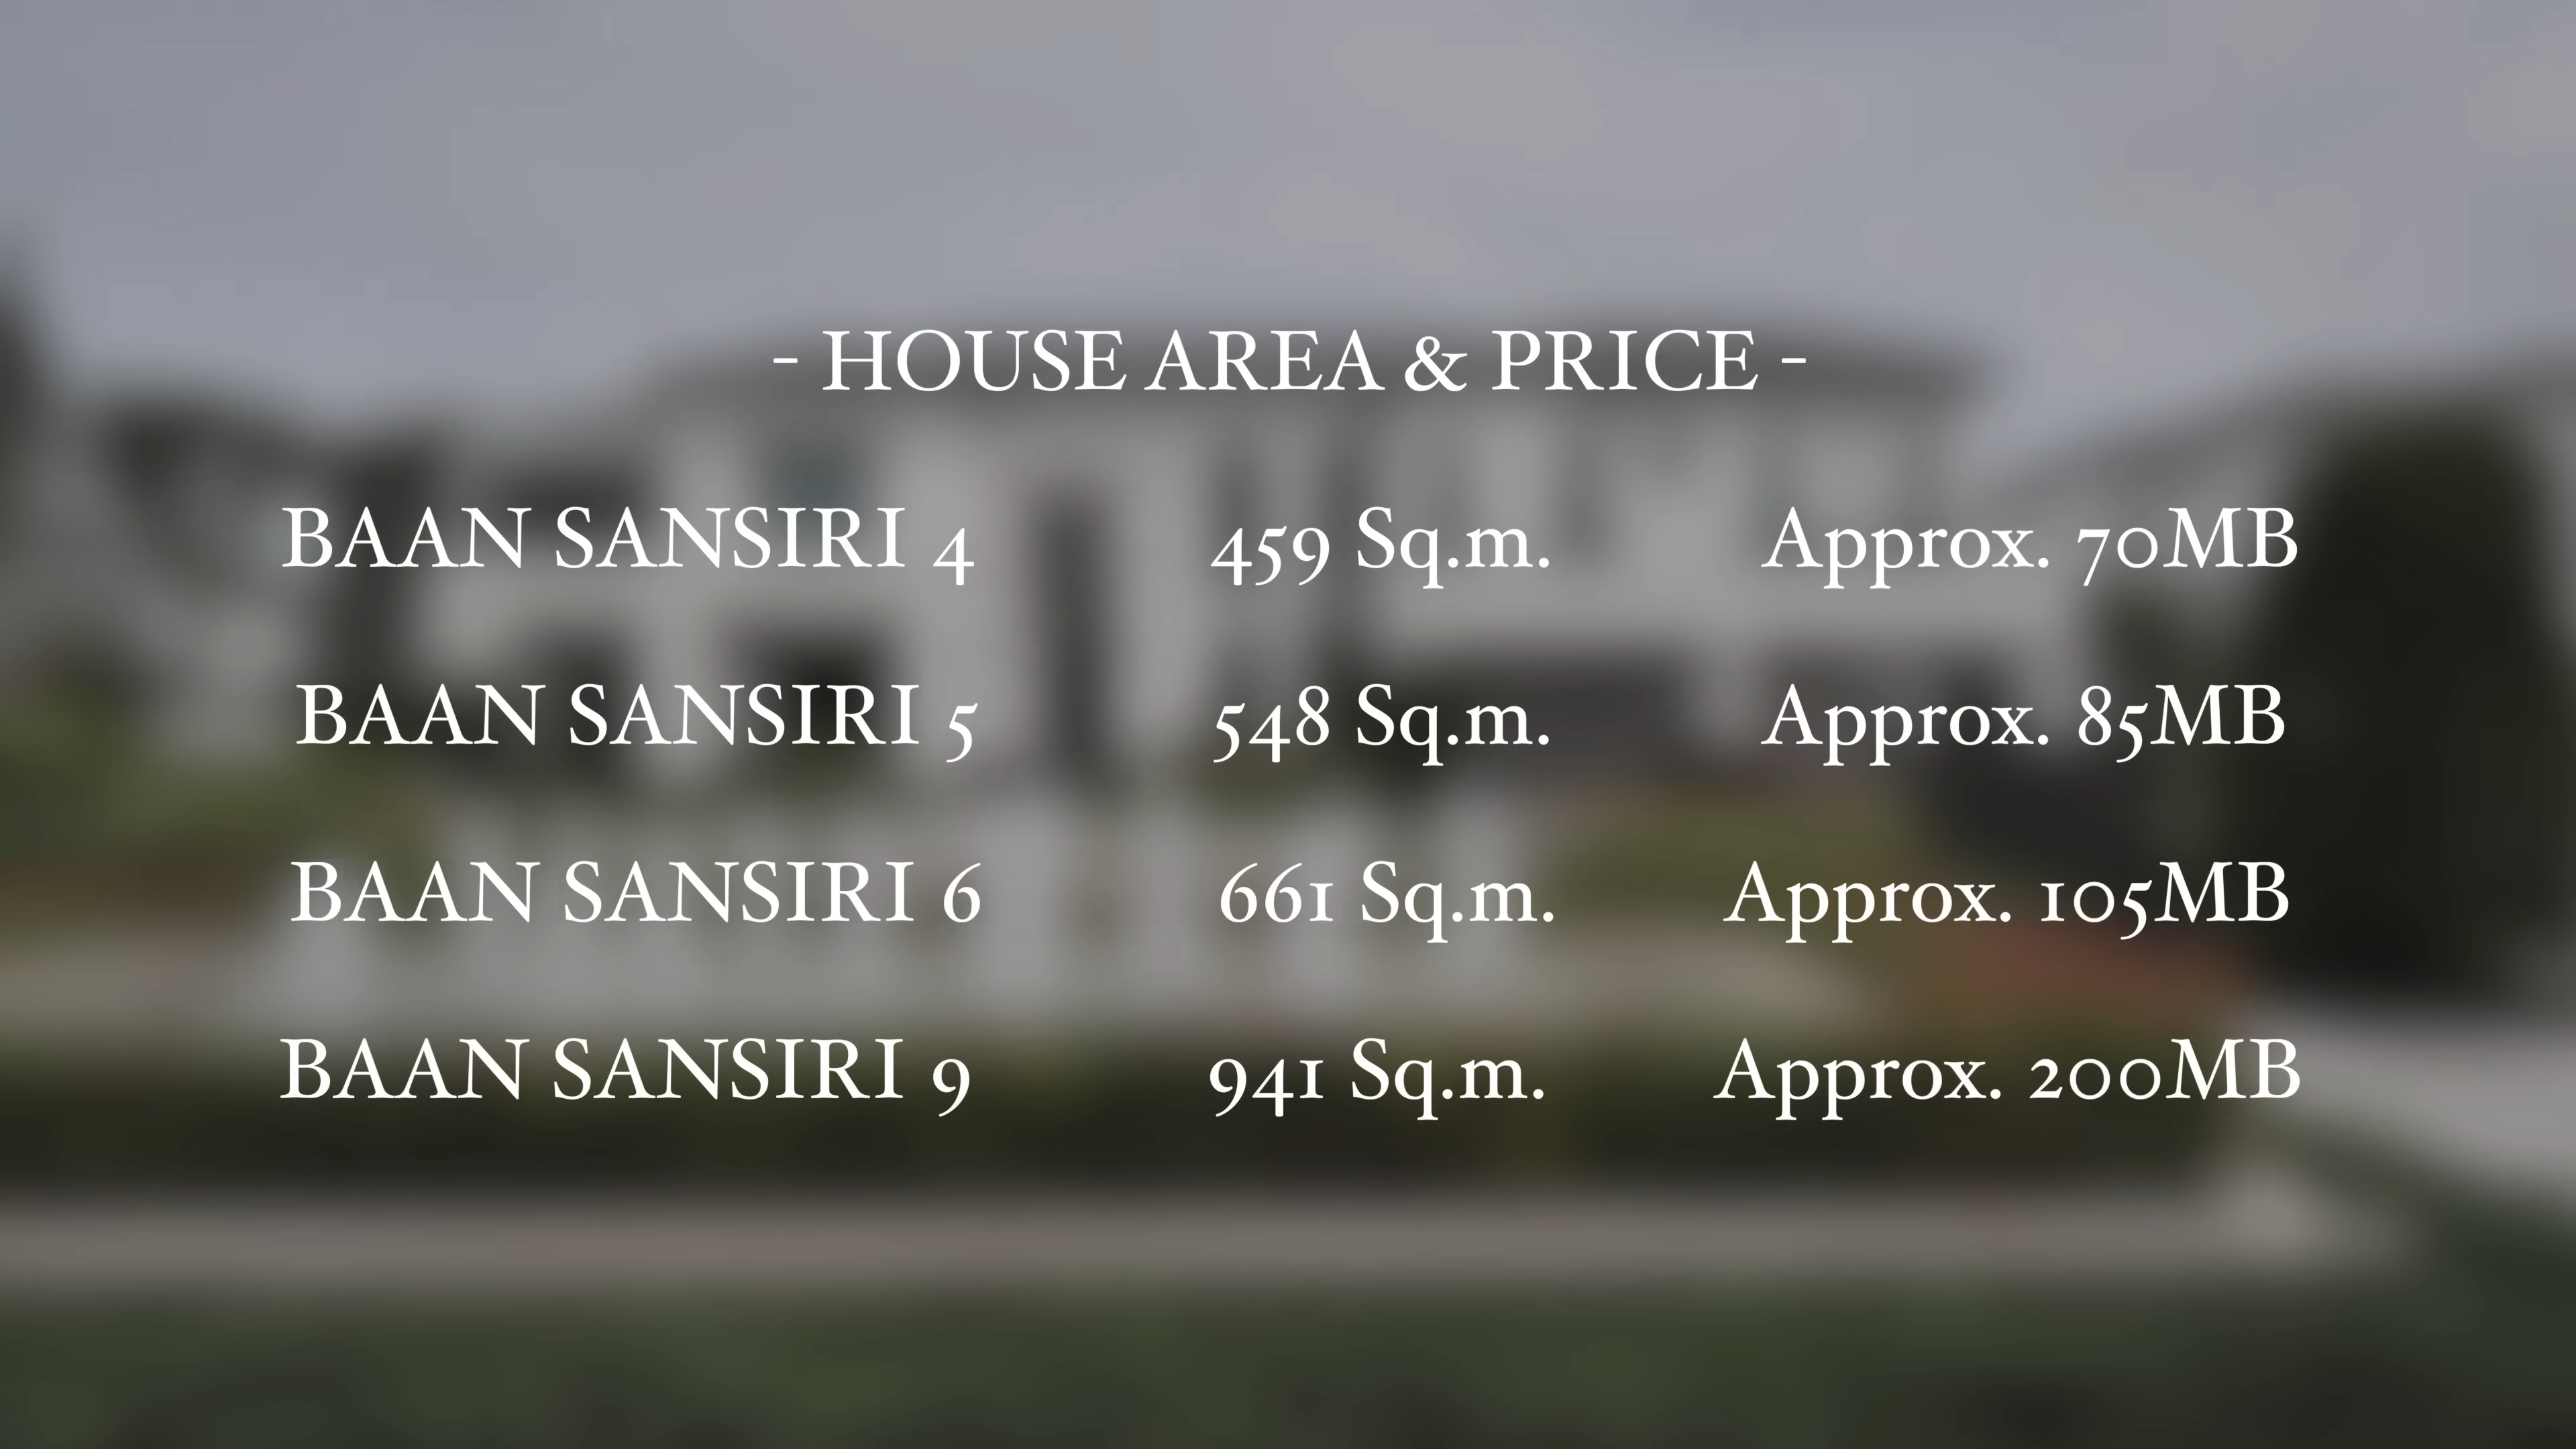 - HOUSE AREA & PRICE -
BAAN SANSIRI 4 459 Sq.m. Approx. 70MB
BAAN SANSIRI 5 548 Sq.m. Approx. 85MB
BAAN SANSIRI 6 661 Sq.m. Approx. 105MB
BAAN SANSIRI 9 941 Sq.m. Approx. 200MB